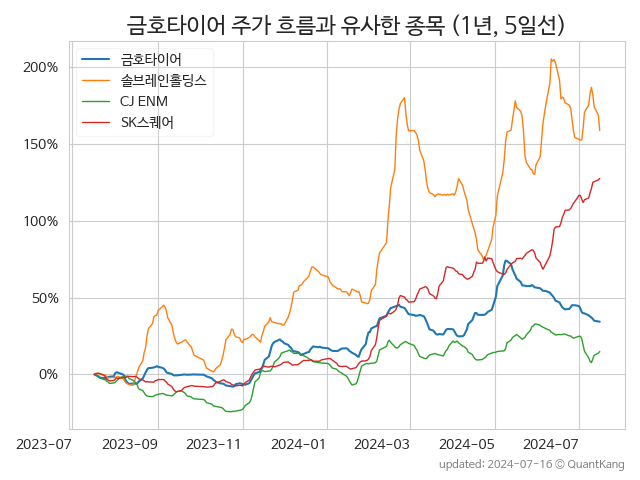 금호타이어 주가 흐름과 유사한 종목 (1년, 5일선)
금호타이어
솔브레인홀딩스
CJ ENM
SK스퀘어
200%
150%
100%
50%
0%
2023-07 2023-09 2023-11 2024-01 2024-03 2024-05 2024-07
updated: 2024-07-16 © QuantKang